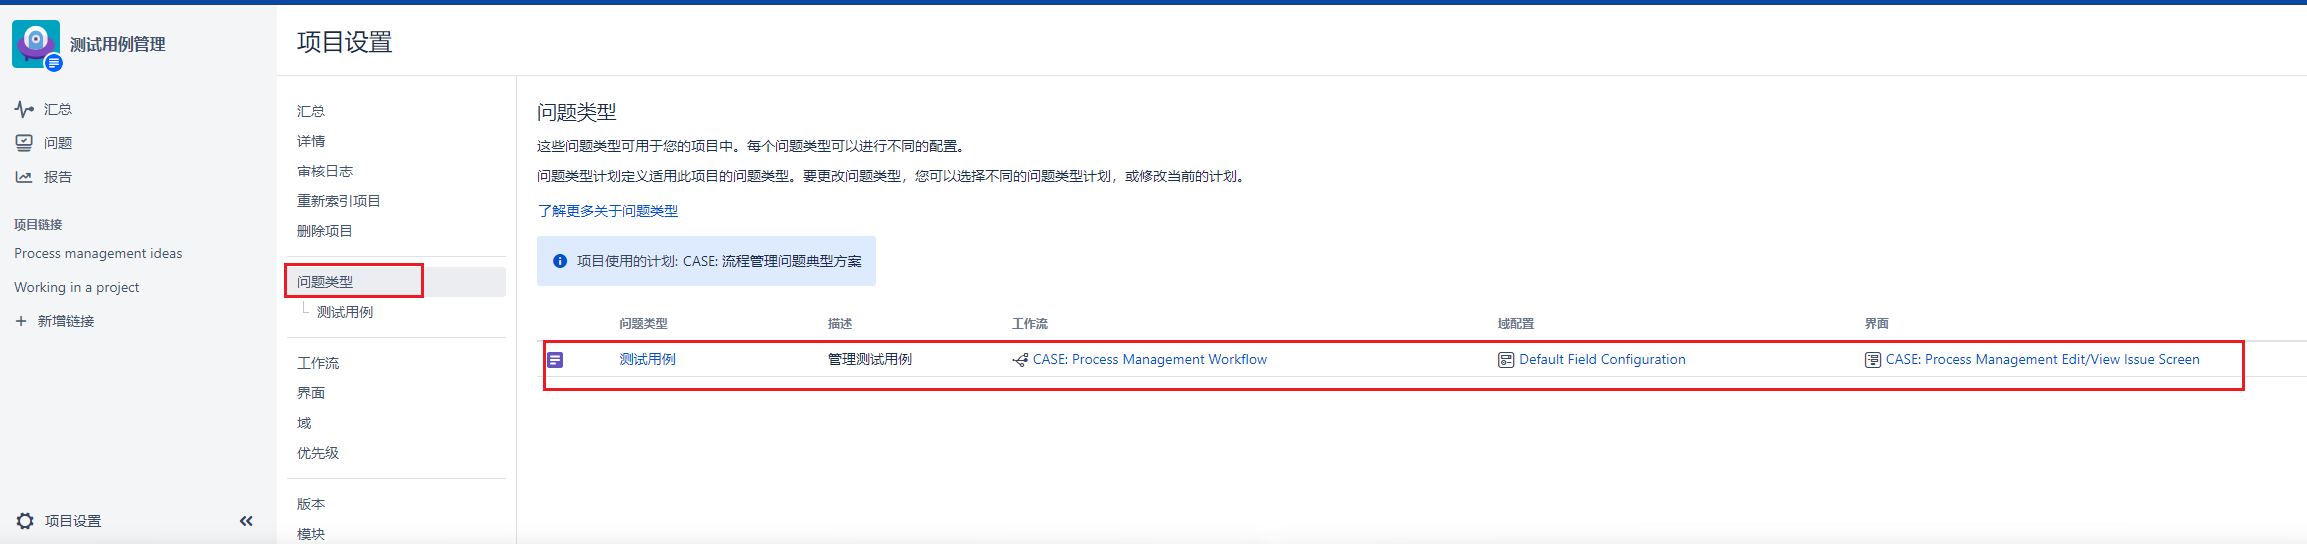 测试用例管理
汇总
问题
报告
项目链接
Process management ideas
Working in a project
+ 新增链接
项目设置
项目设置
汇总
详情
审核日志
重新索引项目
删除项目
问题类型
测试用例
工作流
界面
域
优先级
版本
模块
问题类型
这些问题类型可用于您的项目中。每个问题类型可以进行不同的配置。
问题类型计划定义适用此项目的问题类型。要更改问题类型，您可以选择不同的问题类型计划，或修改当前的计划。
了解更多关于问题类型
项目使用的计划: CASE: 流程管理问题典型方案
问题类型 描述 工作流 域配置 界面
测试用例 管理测试用例 CASE: Process Management Workflow Default Field Configuration CASE: Process Management Edit/View Issue Screen